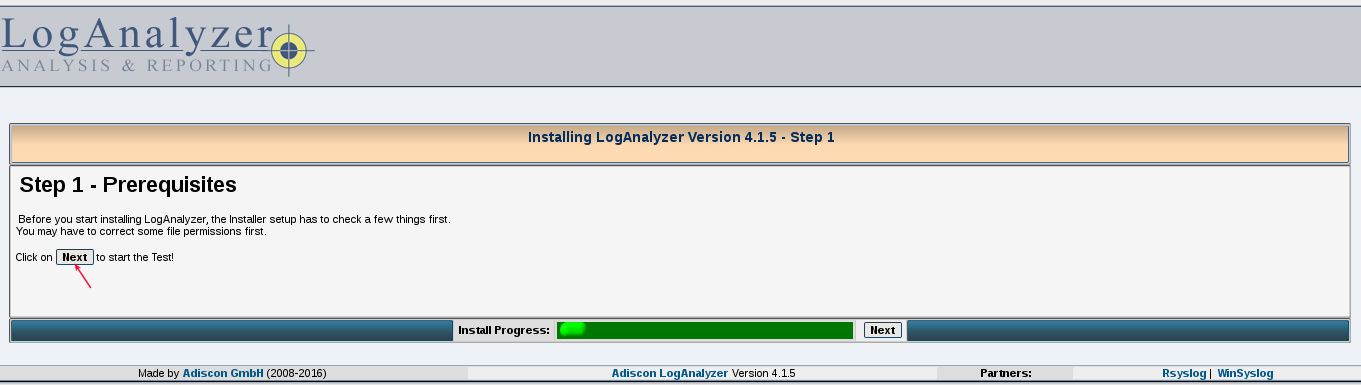 LogAnalyzer
ANALYSIS & REPORTING
Installing LogAnalyzer Version 4.1.5 - Step 1
Step 1 - Prerequisites
Before you start installing LogAnalyzer, the Installer setup has to check a few things first.
You may have to correct some file permissions first.
Click on Next to start the Test!
Install Progress: Next
Made by Adiscon GmbH (2008-2016) Adiscon LogAnalyzer Version 4.1.5 Partners: Rsyslog | WinSyslog